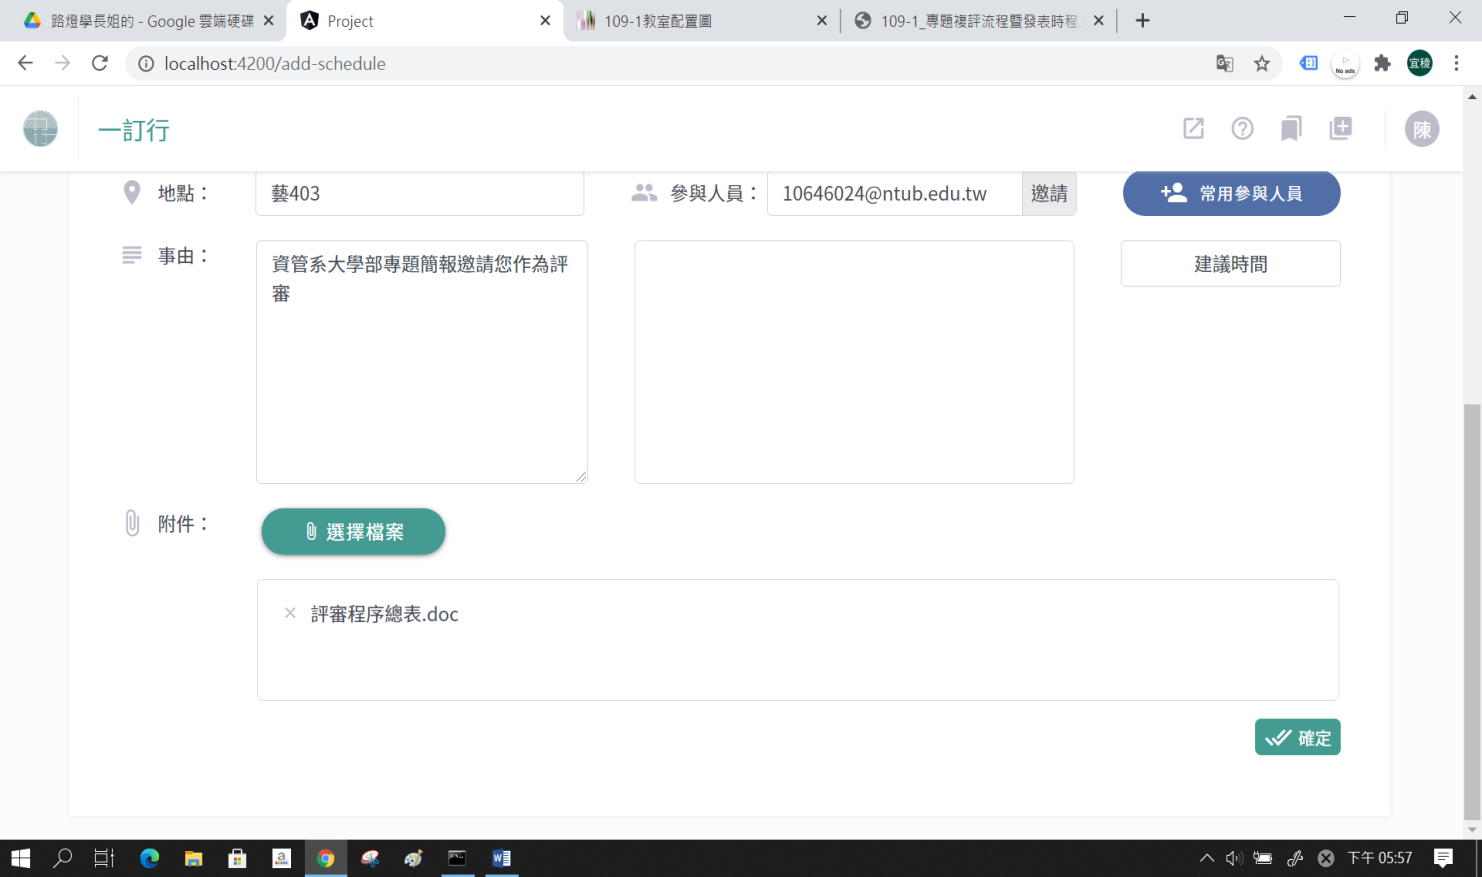 路燈學長姐的 - Google 雲端硬碟
Project
109-1教室配置圖
109-1_專題複評流程暨發表時程
localhost:4200/add-schedule
No ads
宜稜
一訂行
陳
地點：
藝403
參與人員：
10646024@ntub.edu.tw
邀請
常用參與人員
事由：
資管系大學部專題簡報邀請您作為評
審
建議時間
附件：
選擇檔案
× 評審程序總表.doc
確定
下午 05:57